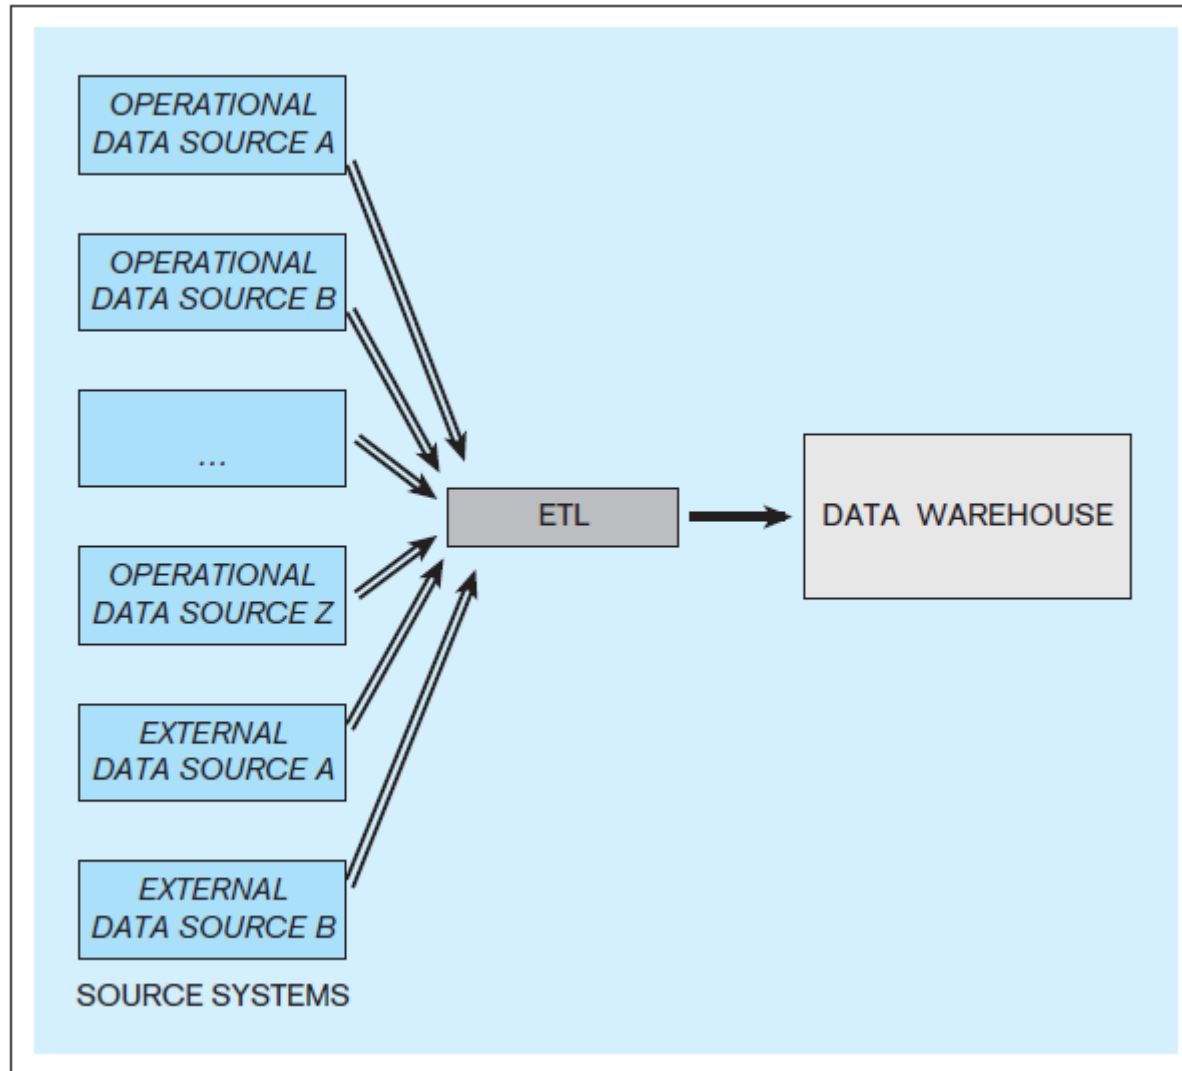 OPERATIONAL
DATA SOURCE A
OPERATIONAL
DATA SOURCE B
...
OPERATIONAL
DATA SOURCE Z
EXTERNAL
DATA SOURCE A
EXTERNAL
DATA SOURCE B
SOURCE SYSTEMS
ETL
DATA WAREHOUSE